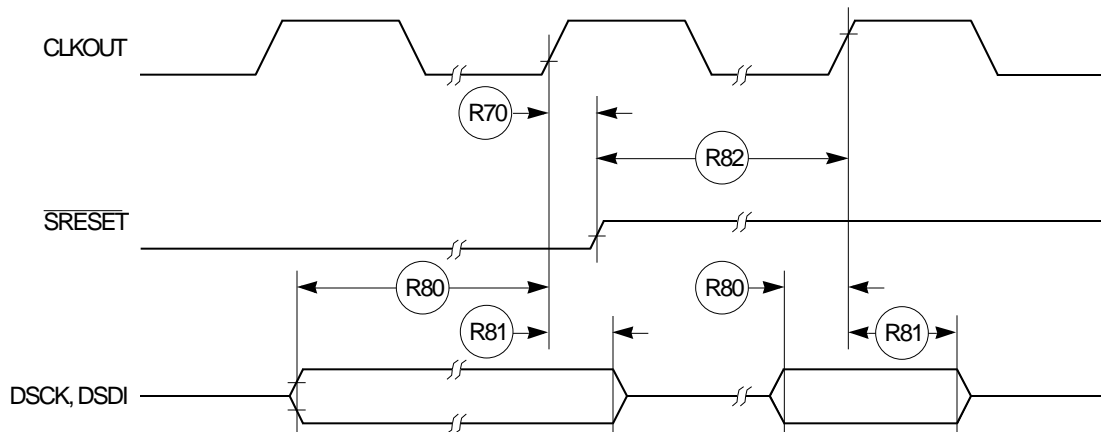 CLKOUT
R70
R82
SRESET
R80
R80
R81
R81
DSCK, DSDI